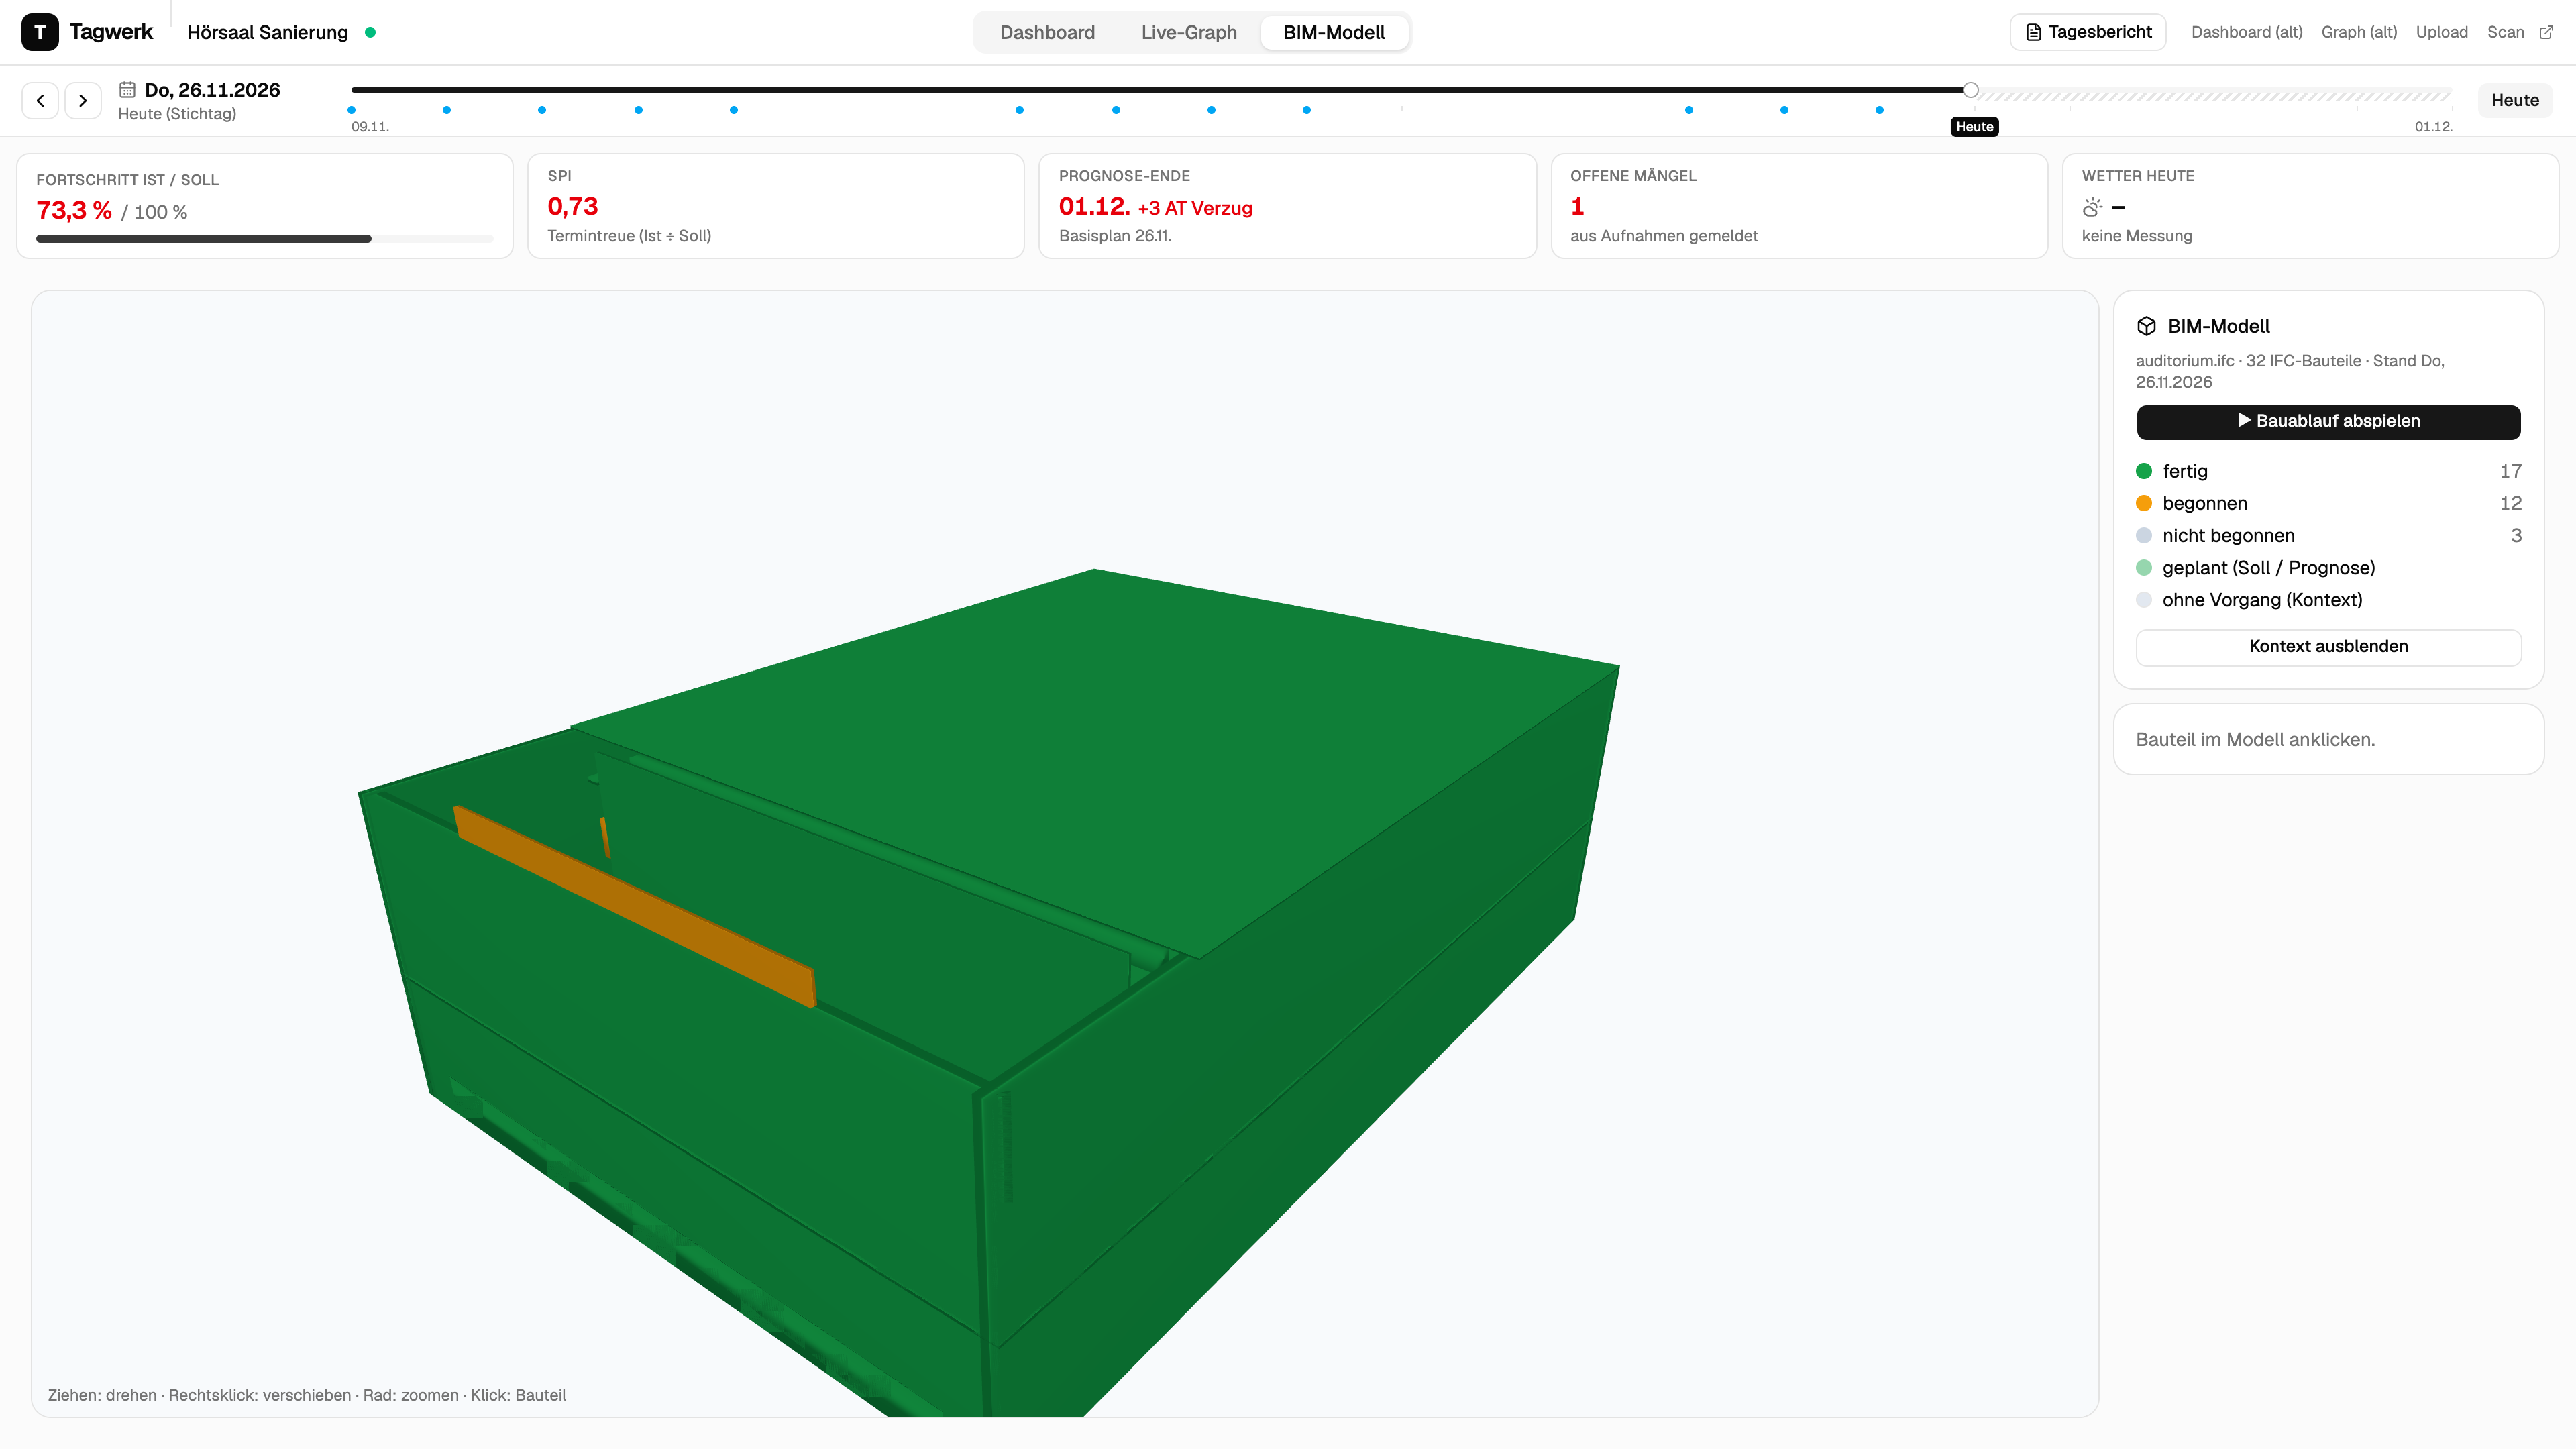 T Tagwerk
Hörsaal Sanierung
Dashboard
Live-Graph
BIM-Modell
Tagesbericht
Dashboard (alt)
Graph (alt)
Upload
Scan
Do, 26.11.2026
Heute (Stichtag)
09.11.
Heute
01.12.
Heute
FORTSCHRITT IST / SOLL
73,3 % / 100 %
SPI
0,73
Termintreue (Ist ÷ Soll)
PROGNOSE-ENDE
01.12. +3 AT Verzug
Basisplan 26.11.
OFFENE MÄNGEL
1
aus Aufnahmen gemeldet
WETTER HEUTE
–
keine Messung
BIM-Modell
auditorium.ifc · 32 IFC-Bauteile · Stand Do,
26.11.2026
▶ Bauablauf abspielen
fertig 17
begonnen 12
nicht begonnen 3
geplant (Soll / Prognose)
ohne Vorgang (Kontext)
Kontext ausblenden
Bauteil im Modell anklicken.
Ziehen: drehen · Rechtsklick: verschieben · Rad: zoomen · Klick: Bauteil